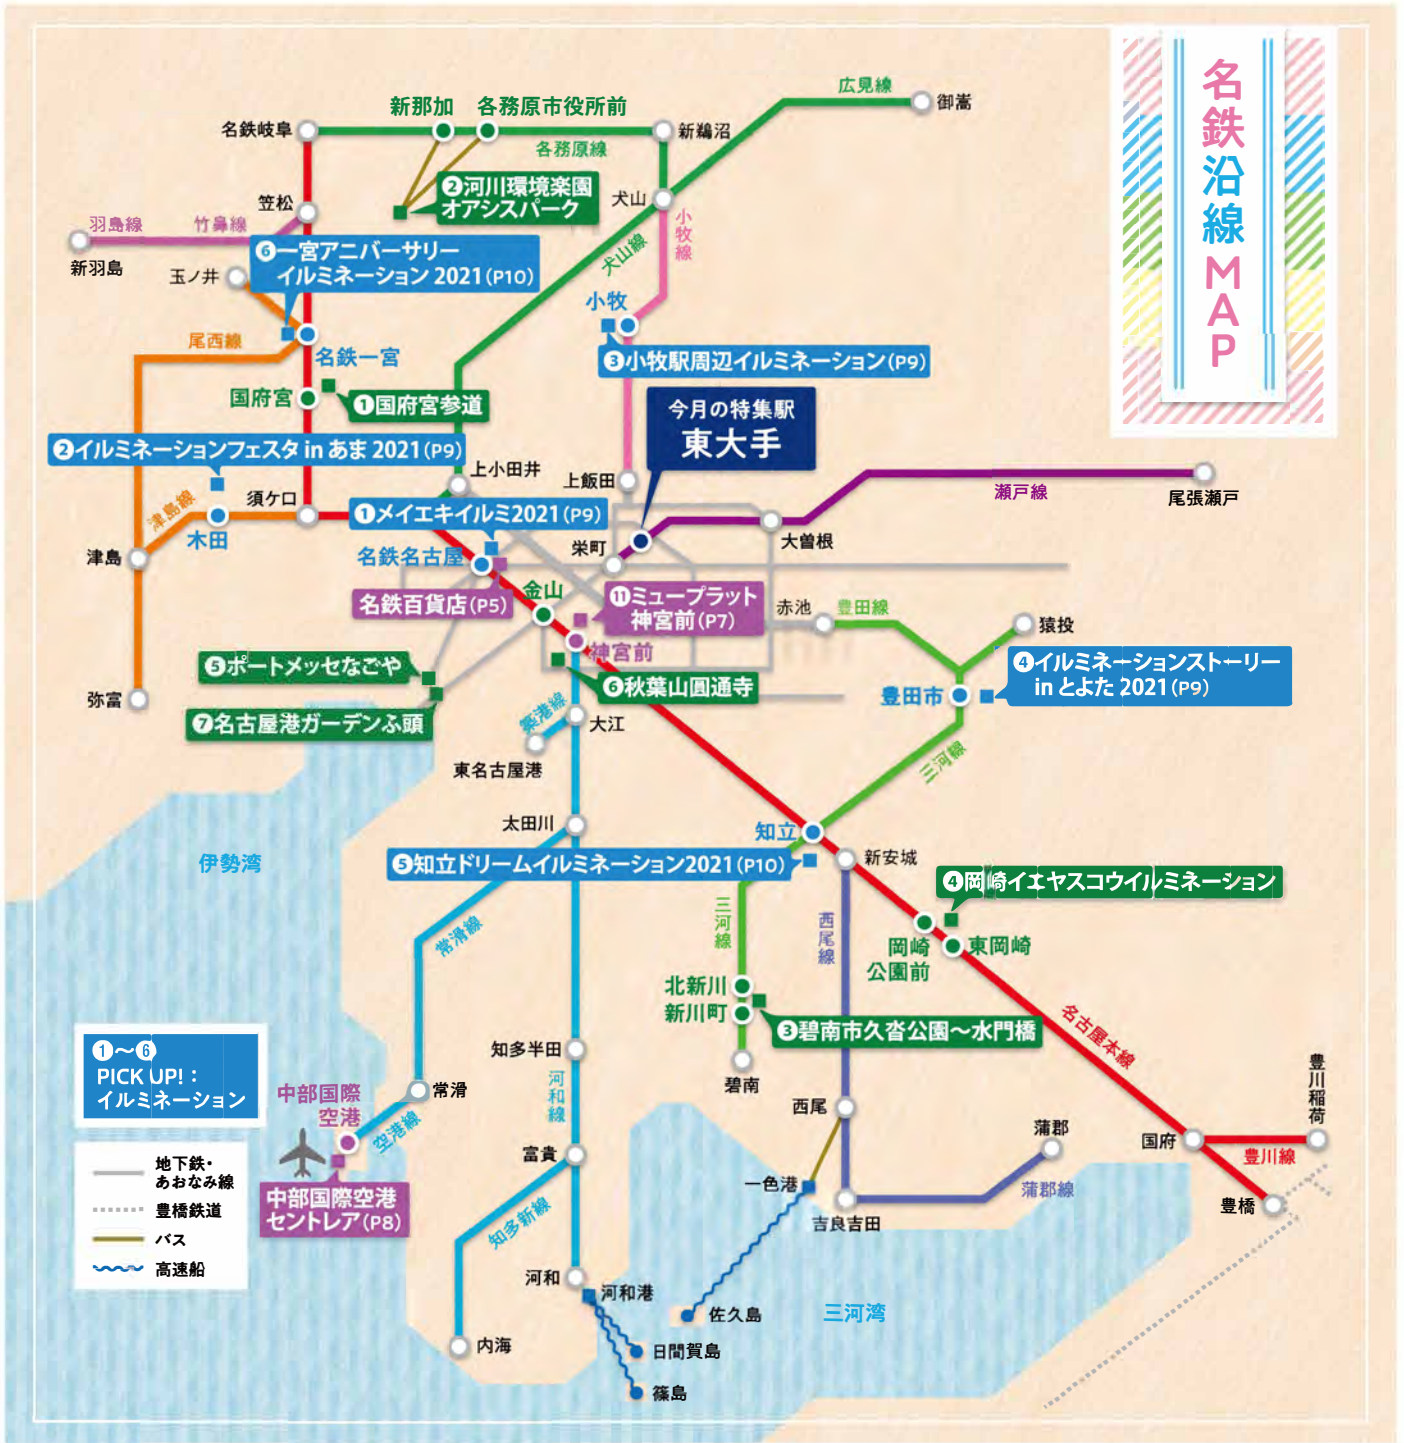 名鉄沿線MAP
広見線
御嵩
新那加
各務原市役所前
名鉄岐阜
新鵜沼
各務原線
❷河川環境楽園
オアシスパーク
犬山
笠松
羽島線
竹鼻線
小牧線
新羽島
❻一宮アニバーサリー
イルミネーション 2021(P10)
犬山線
玉ノ井
小牧
尾西線
名鉄一宮
❸小牧駅周辺イルミネーション(P9)
国府宮
❶国府宮参道
今月の特集駅
東大手
❷イルミネーションフェスタ in あま 2021(P9)
上小田井
上飯田
瀬戸線
尾張瀬戸
津島線
須ケ口
❶メイエキイルミ2021(P9)
木田
栄町
大曽根
津島
名鉄名古屋
金山
名鉄百貨店(P5)
⓫ミュープラット
神宮前(P7)
赤池
豊田線
猿投
神宮前
❺ポートメッセなごや
❹イルミネーションストーリー
in とよた 2021(P9)
❻秋葉山圓通寺
豊田市
弥富
❼名古屋港ガーデンふ頭
築港線
大江
東名古屋港
三河線
太田川
知立
伊勢湾
❺知立ドリームイルミネーション2021(P10)
新安城
❹岡崎イエヤスコウイルミネーション
三河線
西尾線
常滑線
岡崎
公園前
東岡崎
北新川
新川町
名古屋本線
❸碧南市久沓公園〜水門橋
❶〜❻
PICK UP!：
イルミネーション
知多半田
碧南
河和線
豊川稲荷
中部国際
空港
常滑
空港線
西尾
蒲郡
国府
豊川線
富貴
一色港
蒲郡線
豊橋
中部国際空港
セントレア(P8)
知多新線
吉良吉田
地下鉄・
あおなみ線
豊橋鉄道
バス
高速船
河和
河和港
佐久島
三河湾
内海
日間賀島
篠島